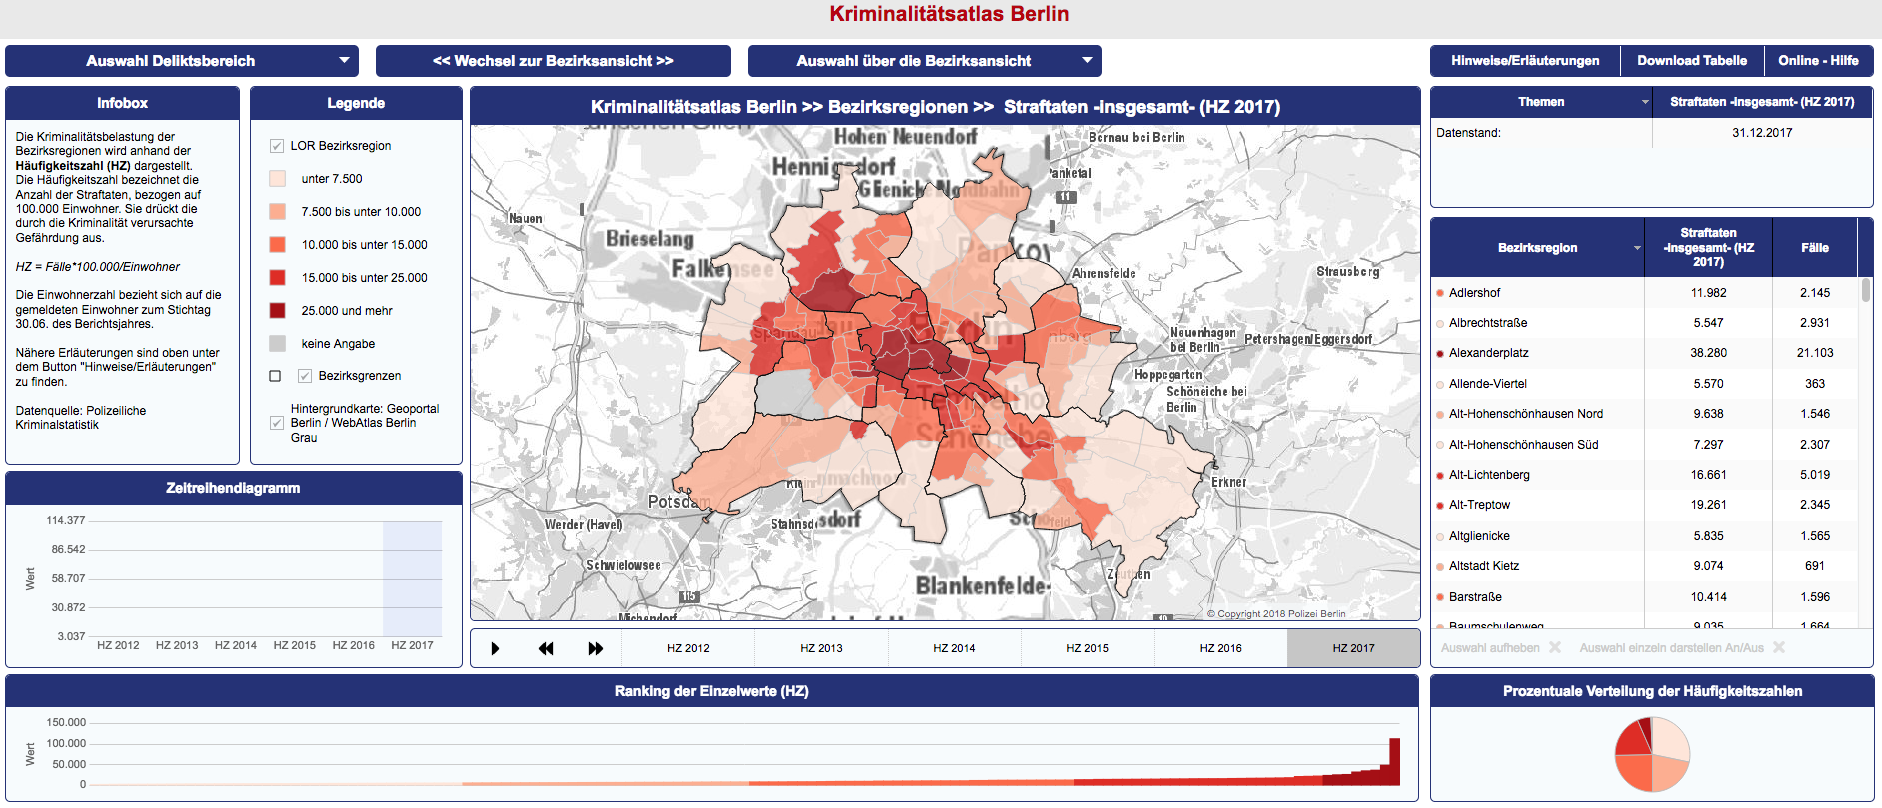 Kriminalitätsatlas Berlin
Auswahl Deliktsbereich
<< Wechsel zur Bezirksansicht >>
Auswahl über die Bezirksansicht
Hinweise/Erläuterungen
Download Tabelle
Online - Hilfe
Infobox
Die Kriminalitätsbelastung der
Bezirksregionen wird anhand der
Häufigkeitszahl (HZ) dargestellt.
Die Häufigkeitszahl bezeichnet die
Anzahl der Straftaten, bezogen auf
100.000 Einwohner. Sie drückt die
durch die Kriminalität verursachte
Gefährdung aus.
HZ = Fälle*100.000/Einwohner
Die Einwohnerzahl bezieht sich auf die
gemeldeten Einwohner zum Stichtag
30.06. des Berichtsjahres.
Nähere Erläuterungen sind oben unter
dem Button "Hinweise/Erläuterungen"
zu finden.
Datenquelle: Polizeiliche
Kriminalstatistik
Legende
LOR Bezirksregion
unter 7.500
7.500 bis unter 10.000
10.000 bis unter 15.000
15.000 bis unter 25.000
25.000 und mehr
keine Angabe
Bezirksgrenzen
Hintergrundkarte: Geoportal
Berlin / WebAtlas Berlin
Grau
Kriminalitätsatlas Berlin >> Bezirksregionen >> Straftaten -insgesamt- (HZ 2017)
Hohen Neuendorf
Bernau bei Berlin
Hennigsdorf
Panketal
Glienicke/Nordbahn
11
Nauen
Brieselang
Pankow
Falkensee
Ahrensfelde
Strausberg
Spandau
Berlin
Neuenhagen
bei Berlin
Petershagen/Eggersdorf
Hoppegarten
Schöneiche bei
Berlin
115
Erkner
Potsdam
Werder (Havel)
Stahnsdorf
Schwielowsee
Zeuthen
Blankenfelde-
115
Michendorf
© Copyright 2018 Polizei Berlin
HZ 2012
HZ 2013
HZ 2014
HZ 2015
HZ 2016
HZ 2017
Themen
Straftaten -insgesamt- (HZ 2017)
Datenstand:
31.12.2017
Bezirksregion
Straftaten
-insgesamt- (HZ
2017)
Fälle
Adlershof 11.982 2.145
Albrechtstraße 5.547 2.931
Alexanderplatz 38.280 21.103
Allende-Viertel 5.570 363
Alt-Hohenschönhausen Nord 9.638 1.546
Alt-Hohenschönhausen Süd 7.297 2.307
Alt-Lichtenberg 16.661 5.019
Alt-Treptow 19.261 2.345
Altglienicke 5.835 1.565
Altstadt Kietz 9.074 691
Barstraße 10.414 1.596
Baumschulenweg 9.035 1.664
Auswahl aufheben
Auswahl einzeln darstellen An/Aus
Zeitreihendiagramm
Wert
114.377
86.542
58.707
30.872
3.037
HZ 2012
HZ 2013
HZ 2014
HZ 2015
HZ 2016
HZ 2017
Ranking der Einzelwerte (HZ)
Wert
150.000
100.000
50.000
0
Prozentuale Verteilung der Häufigkeitszahlen